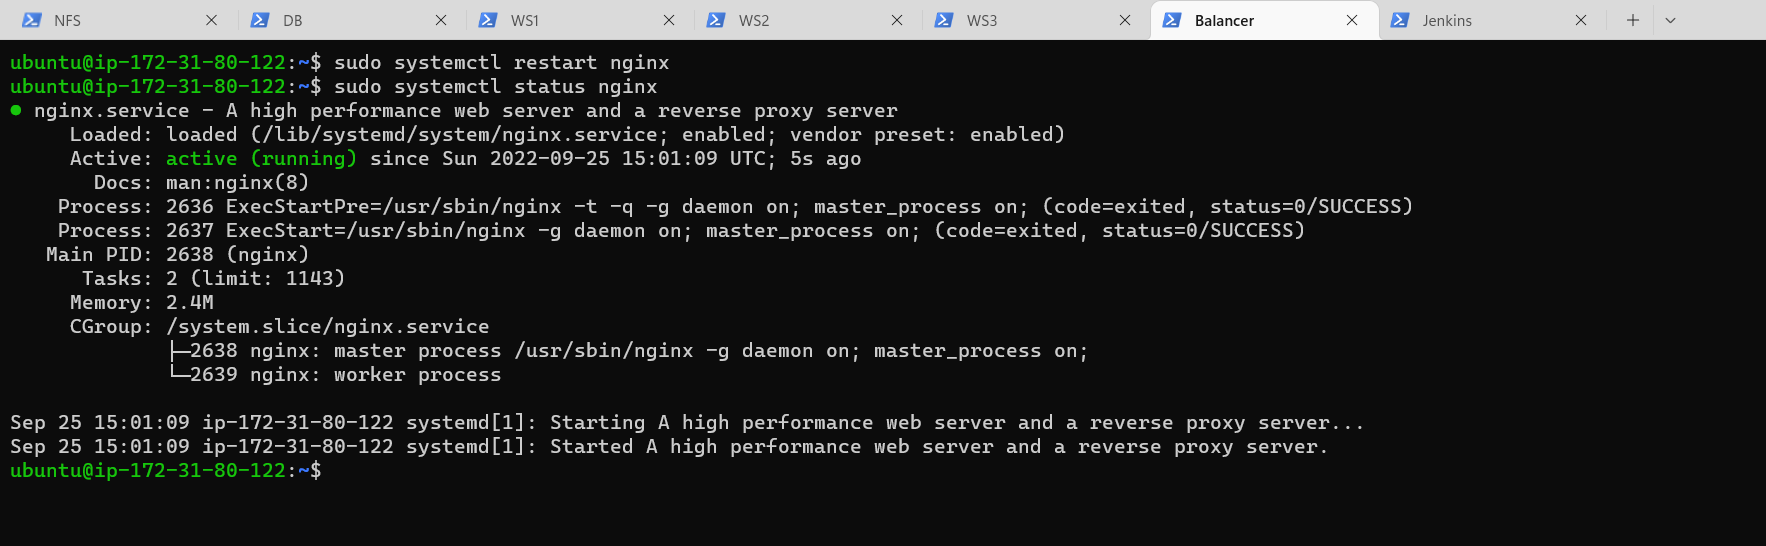 NFS DB WS1 WS2 WS3 Balancer Jenkins
ubuntu@ip-172-31-80-122:~$ sudo systemctl restart nginx
ubuntu@ip-172-31-80-122:~$ sudo systemctl status nginx
● nginx.service - A high performance web server and a reverse proxy server
Loaded: loaded (/lib/systemd/system/nginx.service; enabled; vendor preset: enabled)
Active: active (running) since Sun 2022-09-25 15:01:09 UTC; 5s ago
Docs: man:nginx(8)
Process: 2636 ExecStartPre=/usr/sbin/nginx -t -q -g daemon on; master_process on; (code=exited, status=0/SUCCESS)
Process: 2637 ExecStart=/usr/sbin/nginx -g daemon on; master_process on; (code=exited, status=0/SUCCESS)
Main PID: 2638 (nginx)
Tasks: 2 (limit: 1143)
Memory: 2.4M
CGroup: /system.slice/nginx.service
├─2638 nginx: master process /usr/sbin/nginx -g daemon on; master_process on;
└─2639 nginx: worker process
Sep 25 15:01:09 ip-172-31-80-122 systemd[1]: Starting A high performance web server and a reverse proxy server...
Sep 25 15:01:09 ip-172-31-80-122 systemd[1]: Started A high performance web server and a reverse proxy server.
ubuntu@ip-172-31-80-122:~$